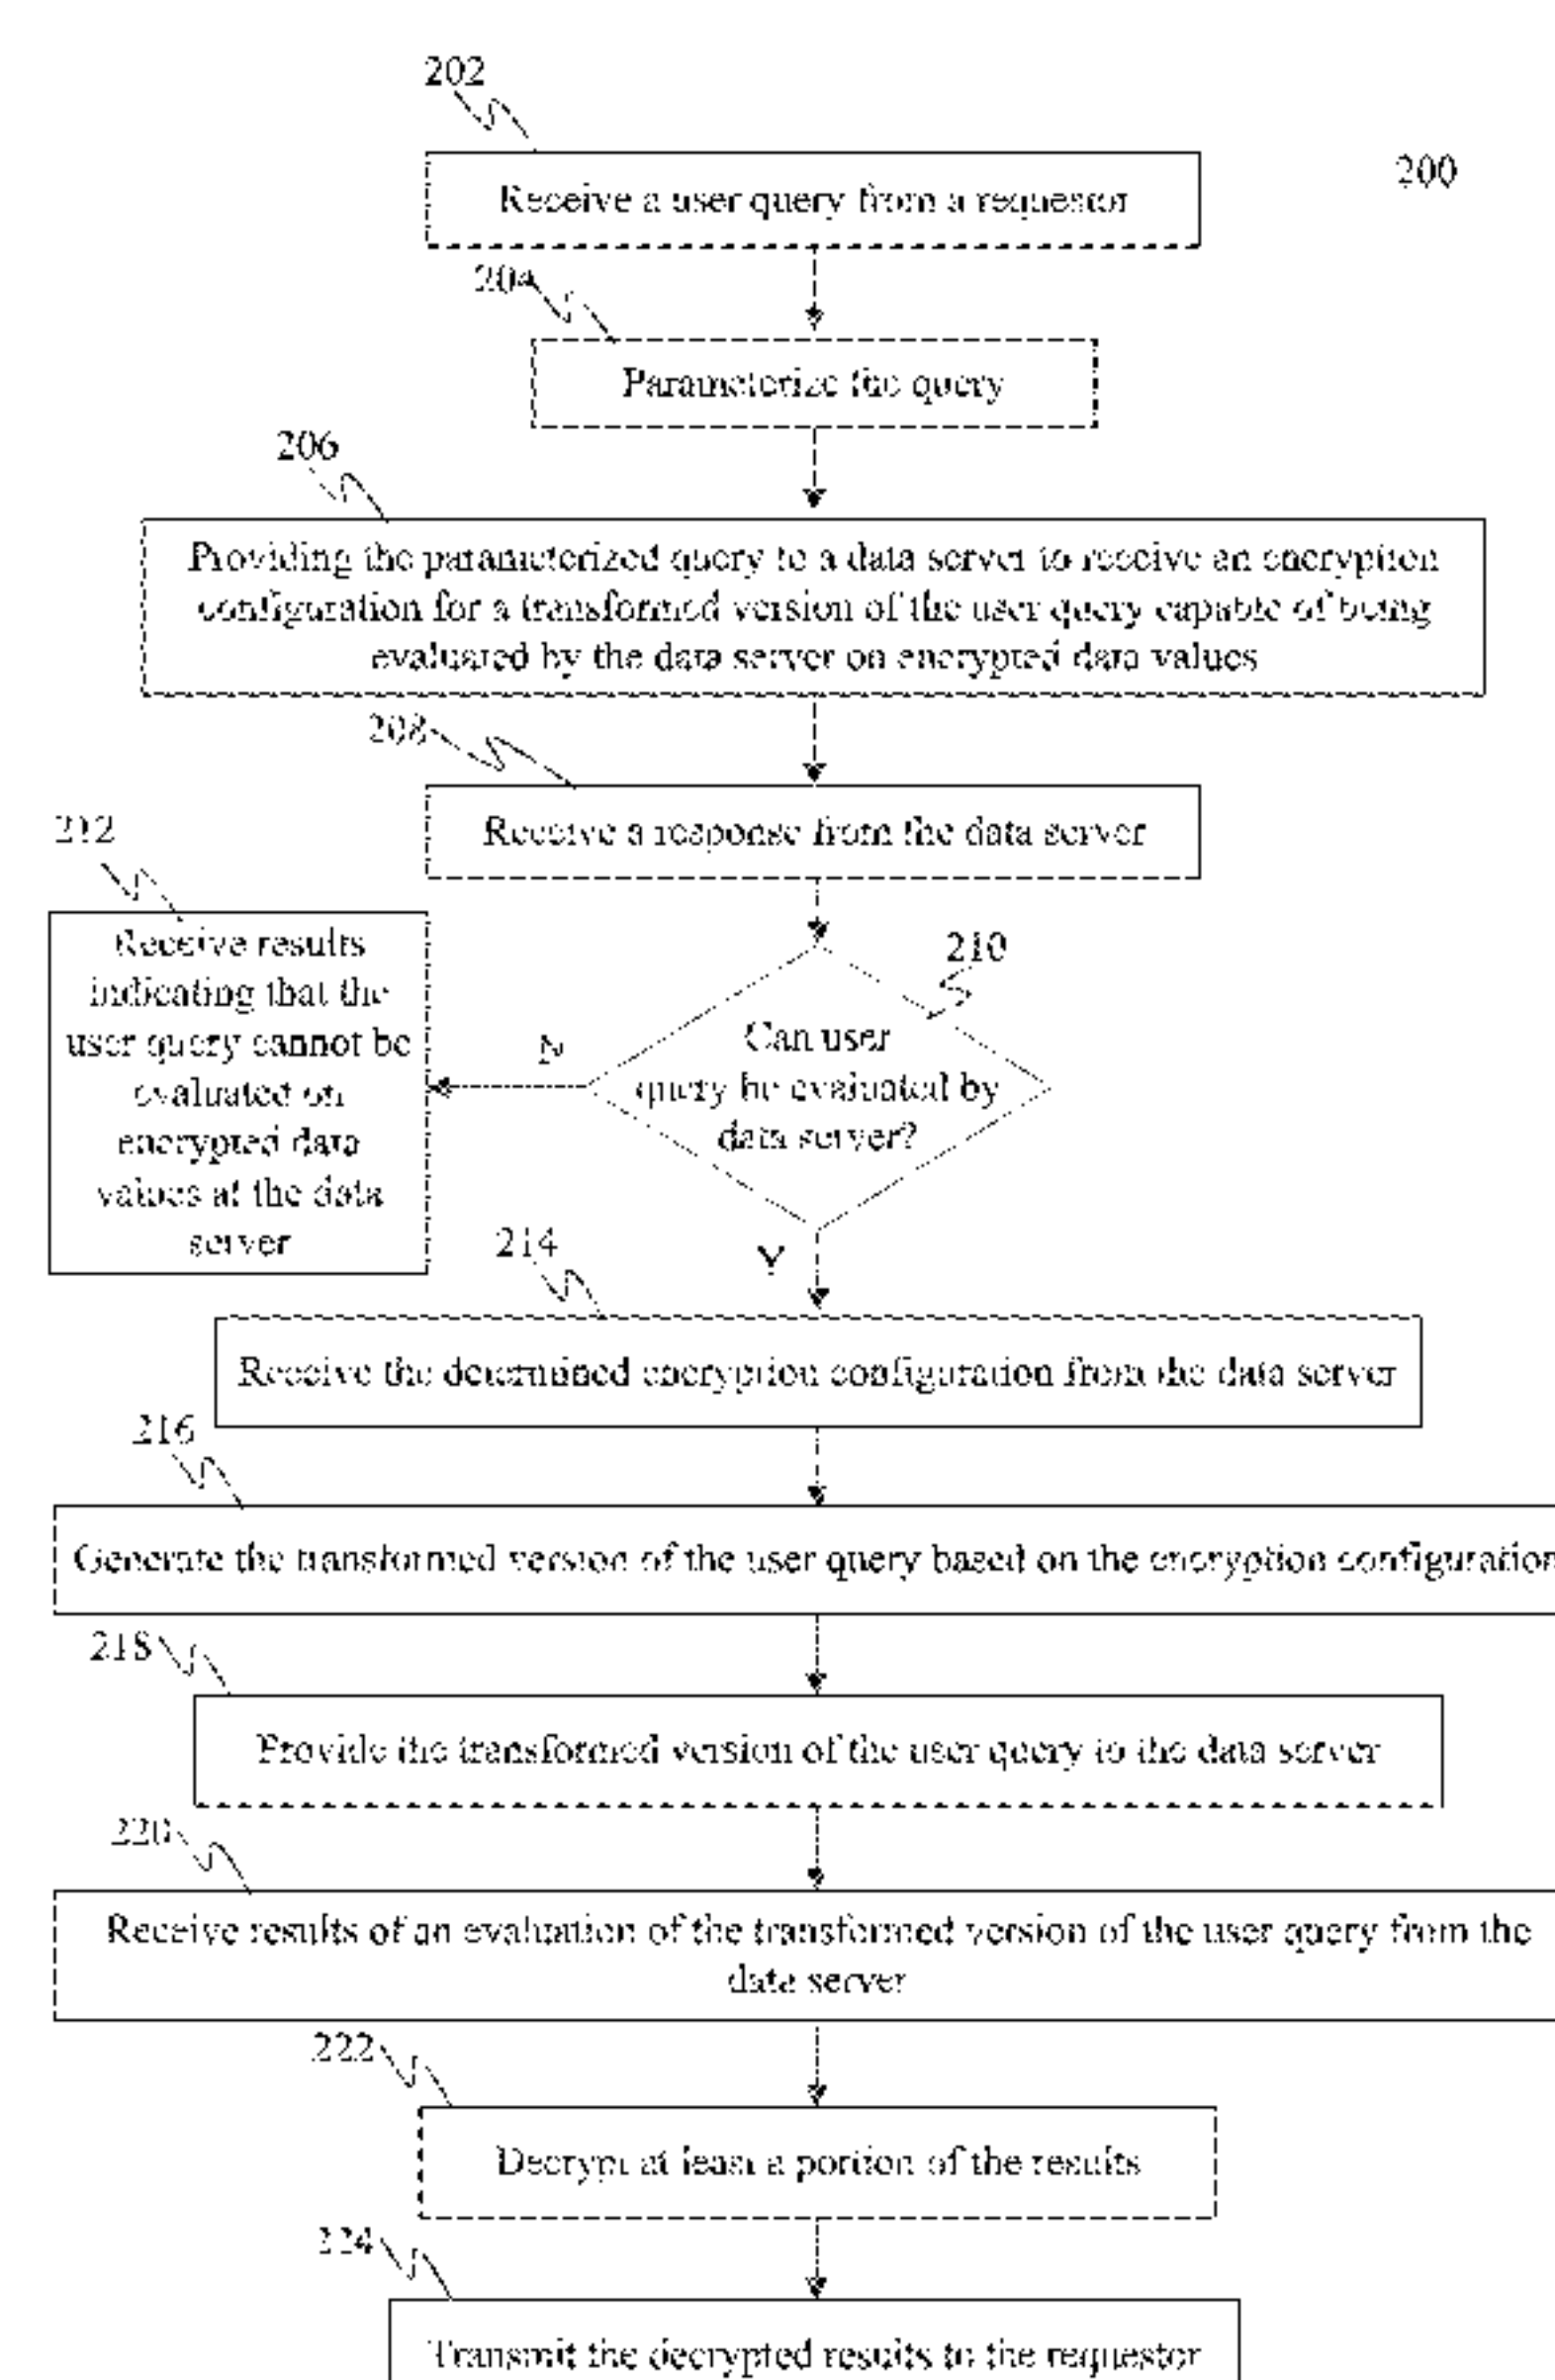 202
200
Receive a user query from a requestor
204
Parameterize the query
206
Providing the parameterized query to a data server to receive an encryption
configuration for a transformed version of the user query capable of being
evaluated by the data server on encrypted data values
208
Receive a response from the data server
212
Receive results
indicating that the
user query cannot be
evaluated on
encrypted data
values at the data
server
210
Can user
query be evaluated by
data server?
N
Y
214
Receive the determined encryption configuration from the data server
216
Generate the transformed version of the user query based on the encryption configuration
218
Provide the transformed version of the user query to the data server
220
Receive results of an evaluation of the transformed version of the user query from the
data server
222
Decrypt at least a portion of the results
224
Transmit the decrypted results to the requestor